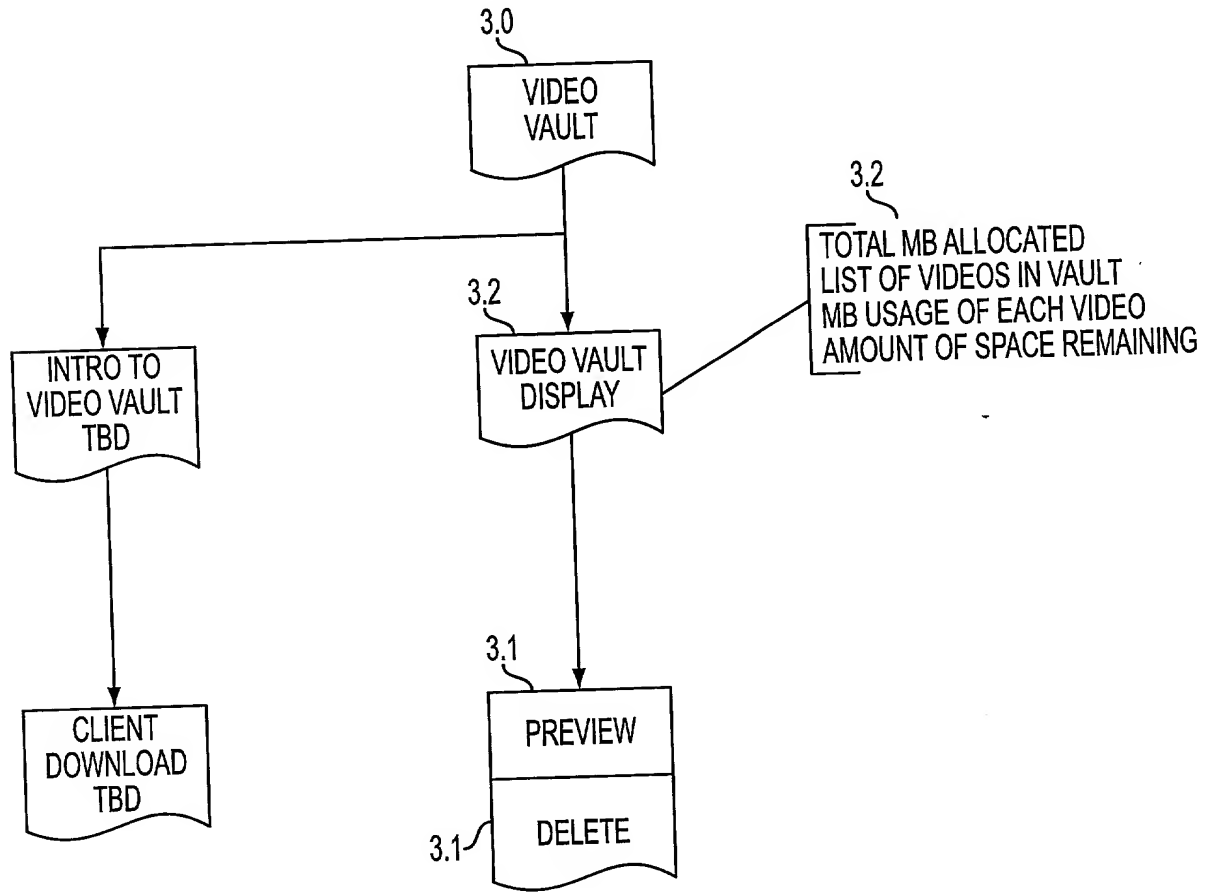 3.0
VIDEO
VAULT
3.2
TOTAL MB ALLOCATED
LIST OF VIDEOS IN VAULT
MB USAGE OF EACH VIDEO
AMOUNT OF SPACE REMAINING
3.2
VIDEO VAULT
DISPLAY
INTRO TO
VIDEO VAULT
TBD
3.1
PREVIEW
3.1
DELETE
CLIENT
DOWNLOAD
TBD